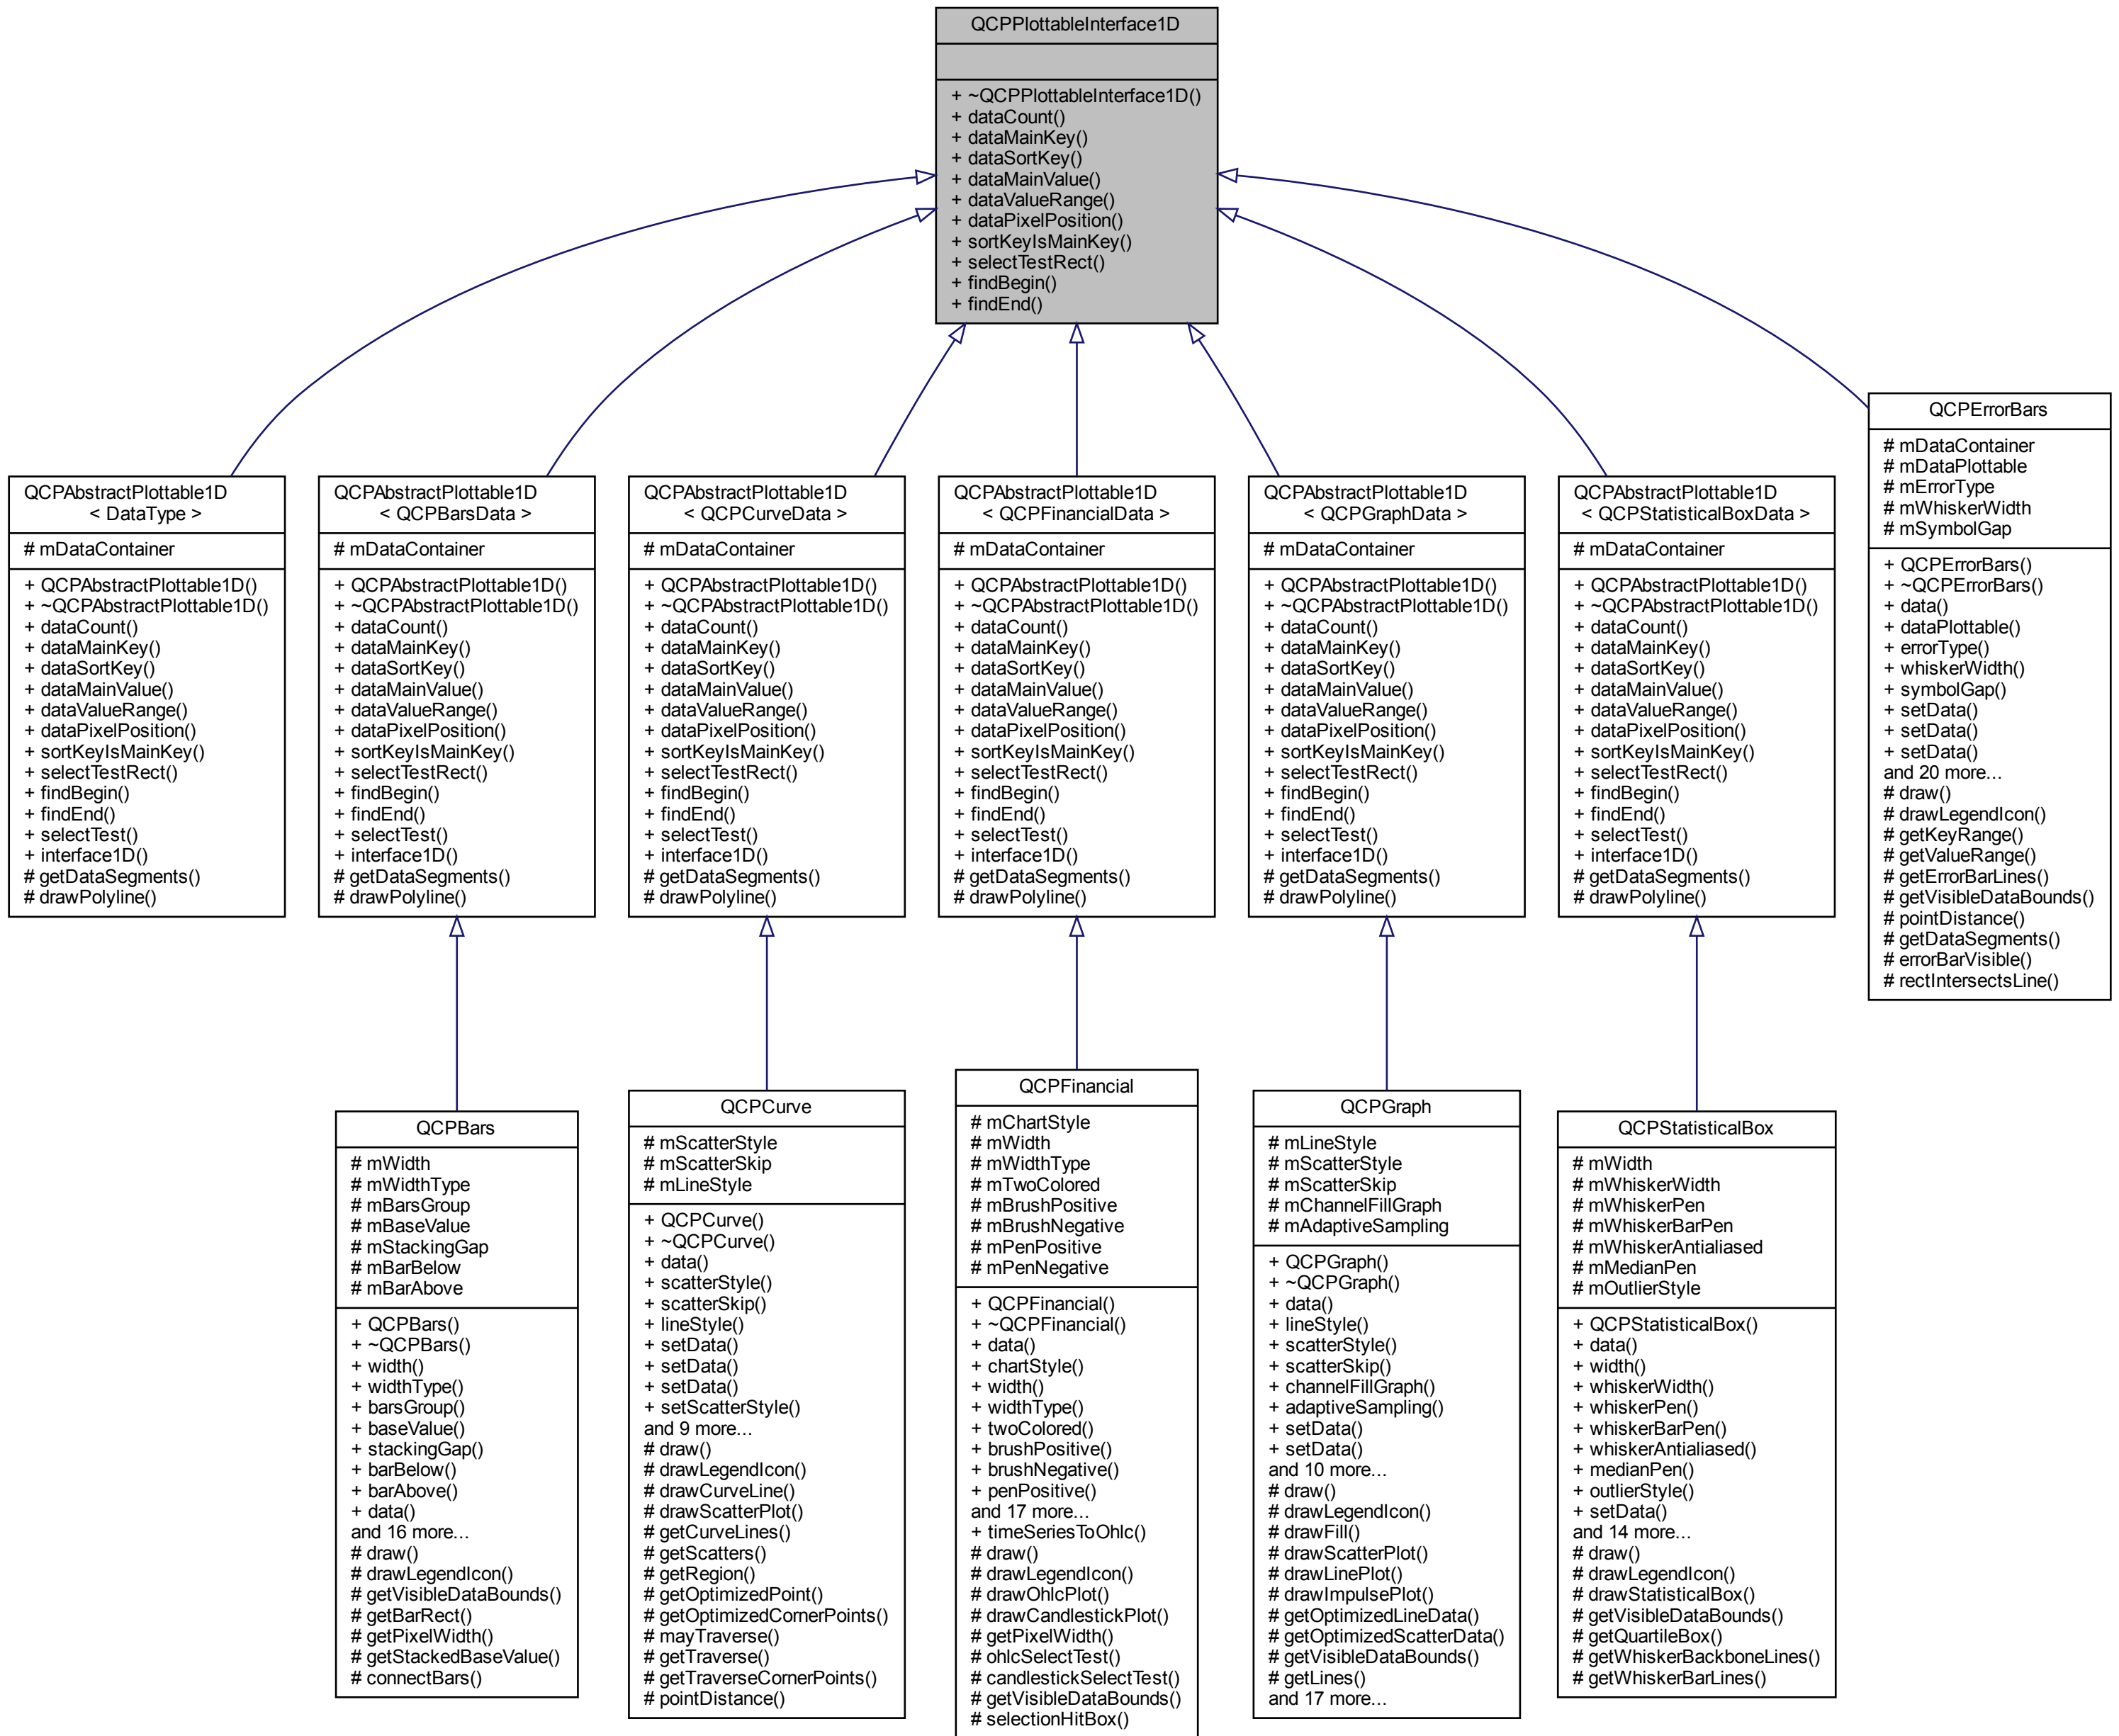 QCPPlottableInterface1D
+ ~QCPPlottableInterface1D()
+ dataCount()
+ dataMainKey()
+ dataSortKey()
+ dataMainValue()
+ dataValueRange()
+ dataPixelPosition()
+ sortKeyIsMainKey()
+ selectTestRect()
+ findBegin()
+ findEnd()
QCPAbstractPlottable1D
< DataType >
# mDataContainer
+ QCPAbstractPlottable1D()
+ ~QCPAbstractPlottable1D()
+ dataCount()
+ dataMainKey()
+ dataSortKey()
+ dataMainValue()
+ dataValueRange()
+ dataPixelPosition()
+ sortKeyIsMainKey()
+ selectTestRect()
+ findBegin()
+ findEnd()
+ selectTest()
+ interface1D()
# getDataSegments()
# drawPolyline()
QCPAbstractPlottable1D
< QCPBarsData >
# mDataContainer
+ QCPAbstractPlottable1D()
+ ~QCPAbstractPlottable1D()
+ dataCount()
+ dataMainKey()
+ dataSortKey()
+ dataMainValue()
+ dataValueRange()
+ dataPixelPosition()
+ sortKeyIsMainKey()
+ selectTestRect()
+ findBegin()
+ findEnd()
+ selectTest()
+ interface1D()
# getDataSegments()
# drawPolyline()
QCPAbstractPlottable1D
< QCPCurveData >
# mDataContainer
+ QCPAbstractPlottable1D()
+ ~QCPAbstractPlottable1D()
+ dataCount()
+ dataMainKey()
+ dataSortKey()
+ dataMainValue()
+ dataValueRange()
+ dataPixelPosition()
+ sortKeyIsMainKey()
+ selectTestRect()
+ findBegin()
+ findEnd()
+ selectTest()
+ interface1D()
# getDataSegments()
# drawPolyline()
QCPAbstractPlottable1D
< QCPFinancialData >
# mDataContainer
+ QCPAbstractPlottable1D()
+ ~QCPAbstractPlottable1D()
+ dataCount()
+ dataMainKey()
+ dataSortKey()
+ dataMainValue()
+ dataValueRange()
+ dataPixelPosition()
+ sortKeyIsMainKey()
+ selectTestRect()
+ findBegin()
+ findEnd()
+ selectTest()
+ interface1D()
# getDataSegments()
# drawPolyline()
QCPAbstractPlottable1D
< QCPGraphData >
# mDataContainer
+ QCPAbstractPlottable1D()
+ ~QCPAbstractPlottable1D()
+ dataCount()
+ dataMainKey()
+ dataSortKey()
+ dataMainValue()
+ dataValueRange()
+ dataPixelPosition()
+ sortKeyIsMainKey()
+ selectTestRect()
+ findBegin()
+ findEnd()
+ selectTest()
+ interface1D()
# getDataSegments()
# drawPolyline()
QCPAbstractPlottable1D
< QCPStatisticalBoxData >
# mDataContainer
+ QCPAbstractPlottable1D()
+ ~QCPAbstractPlottable1D()
+ dataCount()
+ dataMainKey()
+ dataSortKey()
+ dataMainValue()
+ dataValueRange()
+ dataPixelPosition()
+ sortKeyIsMainKey()
+ selectTestRect()
+ findBegin()
+ findEnd()
+ selectTest()
+ interface1D()
# getDataSegments()
# drawPolyline()
QCPErrorBars
# mDataContainer
# mDataPlottable
# mErrorType
# mWhiskerWidth
# mSymbolGap
+ QCPErrorBars()
+ ~QCPErrorBars()
+ data()
+ dataPlottable()
+ errorType()
+ whiskerWidth()
+ symbolGap()
+ setData()
+ setData()
+ setData()
and 20 more...
# draw()
# drawLegendIcon()
# getKeyRange()
# getValueRange()
# getErrorBarLines()
# getVisibleDataBounds()
# pointDistance()
# getDataSegments()
# errorBarVisible()
# rectIntersectsLine()
QCPBars
# mWidth
# mWidthType
# mBarsGroup
# mBaseValue
# mStackingGap
# mBarBelow
# mBarAbove
+ QCPBars()
+ ~QCPBars()
+ width()
+ widthType()
+ barsGroup()
+ baseValue()
+ stackingGap()
+ barBelow()
+ barAbove()
+ data()
and 16 more...
# draw()
# drawLegendIcon()
# getVisibleDataBounds()
# getBarRect()
# getPixelWidth()
# getStackedBaseValue()
# connectBars()
QCPCurve
# mScatterStyle
# mScatterSkip
# mLineStyle
+ QCPCurve()
+ ~QCPCurve()
+ data()
+ scatterStyle()
+ scatterSkip()
+ lineStyle()
+ setData()
+ setData()
+ setData()
+ setScatterStyle()
and 9 more...
# draw()
# drawLegendIcon()
# drawCurveLine()
# drawScatterPlot()
# getCurveLines()
# getScatters()
# getRegion()
# getOptimizedPoint()
# getOptimizedCornerPoints()
# mayTraverse()
# getTraverse()
# getTraverseCornerPoints()
# pointDistance()
QCPFinancial
# mChartStyle
# mWidth
# mWidthType
# mTwoColored
# mBrushPositive
# mBrushNegative
# mPenPositive
# mPenNegative
+ QCPFinancial()
+ ~QCPFinancial()
+ data()
+ chartStyle()
+ width()
+ widthType()
+ twoColored()
+ brushPositive()
+ brushNegative()
+ penPositive()
and 17 more...
+ timeSeriesToOhlc()
# draw()
# drawLegendIcon()
# drawOhlcPlot()
# drawCandlestickPlot()
# getPixelWidth()
# ohlcSelectTest()
# candlestickSelectTest()
# getVisibleDataBounds()
# selectionHitBox()
QCPGraph
# mLineStyle
# mScatterStyle
# mScatterSkip
# mChannelFillGraph
# mAdaptiveSampling
+ QCPGraph()
+ ~QCPGraph()
+ data()
+ lineStyle()
+ scatterStyle()
+ scatterSkip()
+ channelFillGraph()
+ adaptiveSampling()
+ setData()
+ setData()
and 10 more...
# draw()
# drawLegendIcon()
# drawFill()
# drawScatterPlot()
# drawLinePlot()
# drawImpulsePlot()
# getOptimizedLineData()
# getOptimizedScatterData()
# getVisibleDataBounds()
# getLines()
and 17 more...
QCPStatisticalBox
# mWidth
# mWhiskerWidth
# mWhiskerPen
# mWhiskerBarPen
# mWhiskerAntialiased
# mMedianPen
# mOutlierStyle
+ QCPStatisticalBox()
+ data()
+ width()
+ whiskerWidth()
+ whiskerPen()
+ whiskerBarPen()
+ whiskerAntialiased()
+ medianPen()
+ outlierStyle()
+ setData()
and 14 more...
# draw()
# drawLegendIcon()
# drawStatisticalBox()
# getVisibleDataBounds()
# getQuartileBox()
# getWhiskerBackboneLines()
# getWhiskerBarLines()